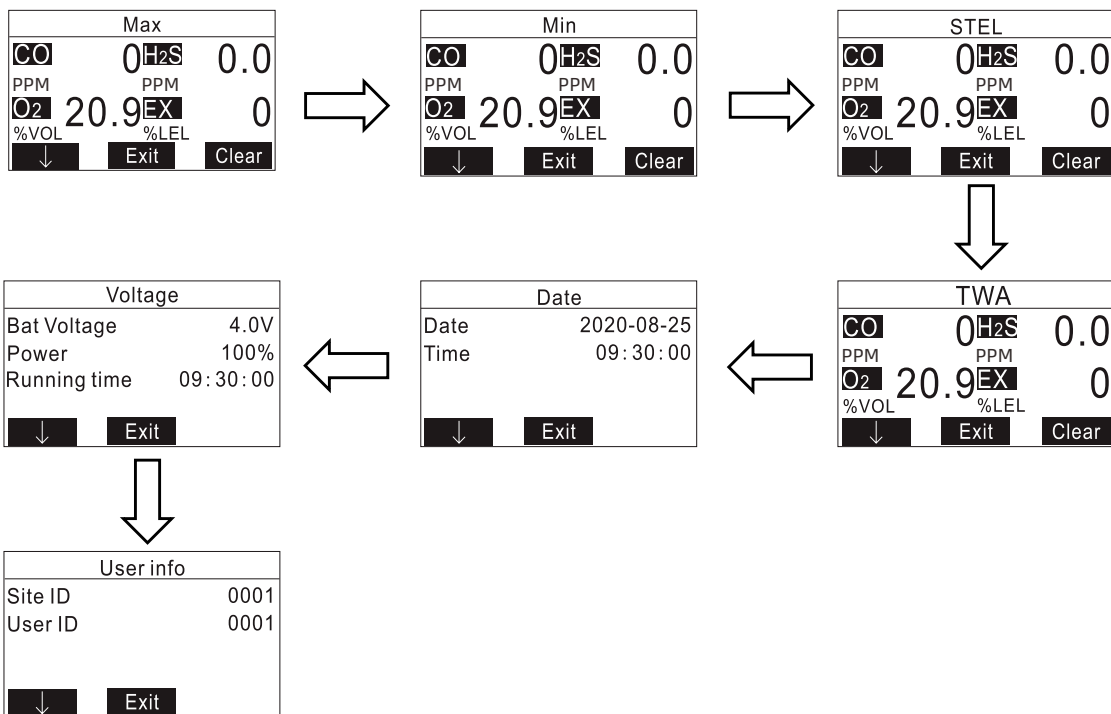 Max
CO 0 H2S 0.0
PPM PPM
O2 20.9 EX 0
%VOL %LEL
↓ Exit Clear
Min
CO 0 H2S 0.0
PPM PPM
O2 20.9 EX 0
%VOL %LEL
↓ Exit Clear
STEL
CO 0 H2S 0.0
PPM PPM
O2 20.9 EX 0
%VOL %LEL
↓ Exit Clear
TWA
CO 0 H2S 0.0
PPM PPM
O2 20.9 EX 0
%VOL %LEL
↓ Exit Clear
Date
Date 2020-08-25
Time 09:30:00
↓ Exit
Voltage
Bat Voltage 4.0V
Power 100%
Running time 09:30:00
↓ Exit
User info
Site ID 0001
User ID 0001
↓ Exit